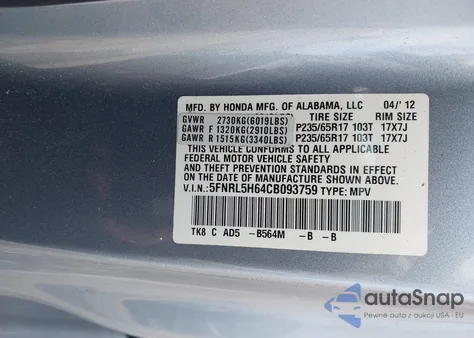 MFD. BY HONDA MFG. OF ALABAMA, LLC 04/' 12
TIRE SIZE RIM SIZE
GVWR 2730KG(6019LBS)
GAWR F 1320KG(2910LBS) P235/65R17 103T 17X7J
GAWR R 1515KG(3340LBS) P235/65R17 103T 17X7J
THIS VEHICLE CONFORMS TO ALL APPLICABLE
FEDERAL MOTOR VEHICLE SAFETY, BUMPER,
AND THEFT PREVENTION STANDARDS IN EFFECT
ON THE DATE OF MANUFACTURE SHOWN ABOVE.
V.I.N.: 5FNRL5H64CB093759 TYPE: MPV
TK8 C AD5 -B564M -B -B
autoSnap
Pewne auta z aukcji USA - EU